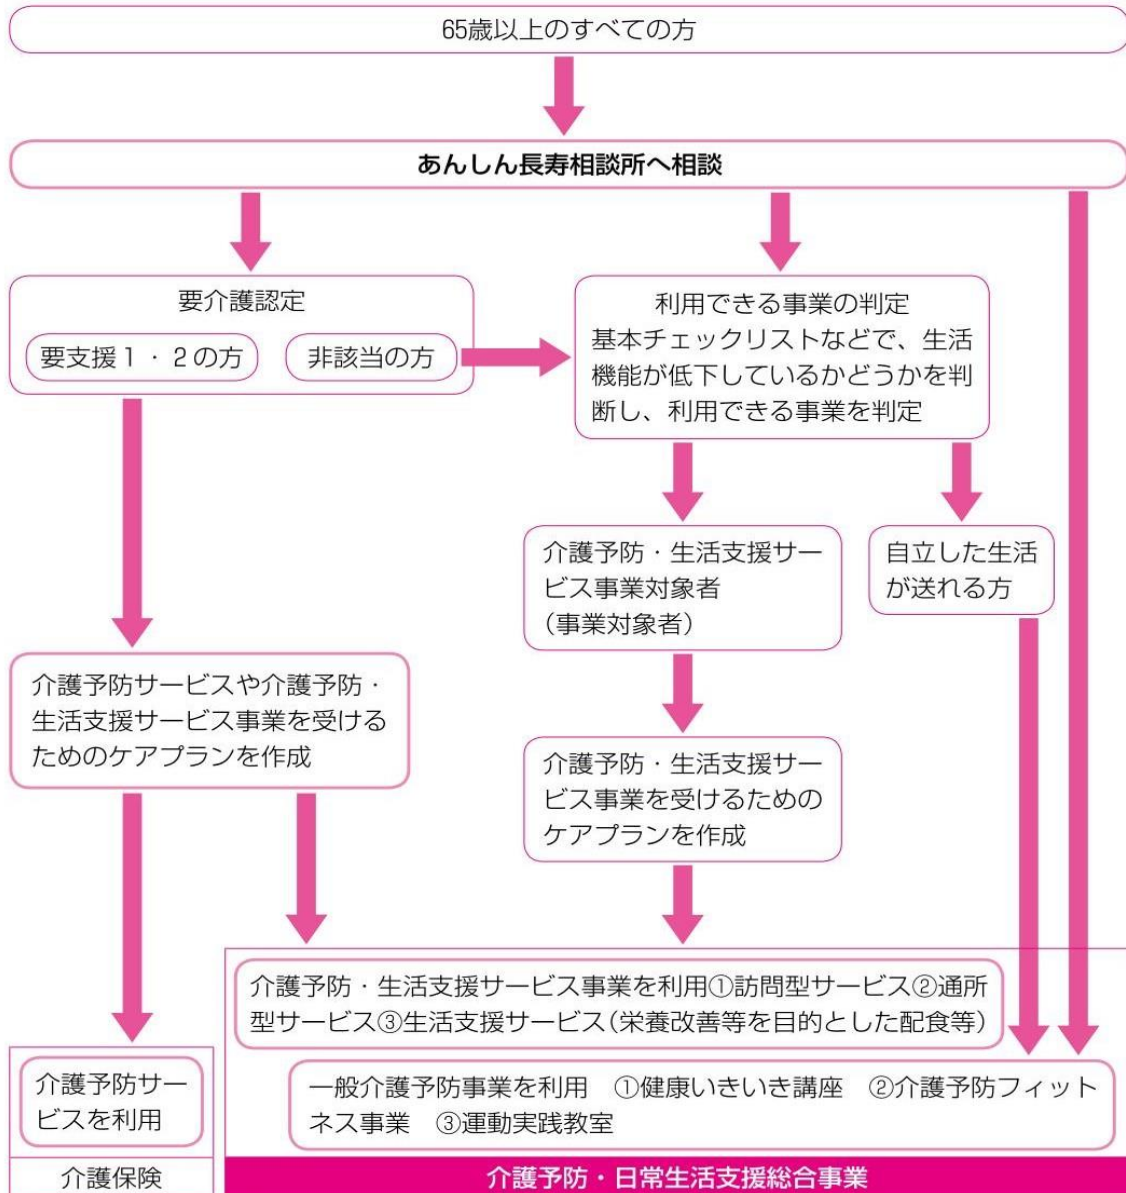 65歳以上のすべての方
あんしん長寿相談所へ相談
要介護認定
要支援1・2の方
非該当の方
利用できる事業の判定
基本チェックリストなどで、生活
機能が低下しているかどうかを判
断し、利用できる事業を判定
介護予防・生活支援サー
ビス事業対象者
(事業対象者)
自立した生活
が送れる方
介護予防サービスや介護予防・
生活支援サービス事業を受ける
ためのケアプランを作成
介護予防・生活支援サー
ビス事業を受けるための
ケアプランを作成
介護予防・生活支援サービス事業を利用①訪問型サービス②通所
型サービス③生活支援サービス(栄養改善等を目的とした配食等)
介護予防サー
ビスを利用
一般介護予防事業を利用　①健康いきいき講座　②介護予防フィット
ネス事業　③運動実践教室
介護保険
介護予防・日常生活支援総合事業